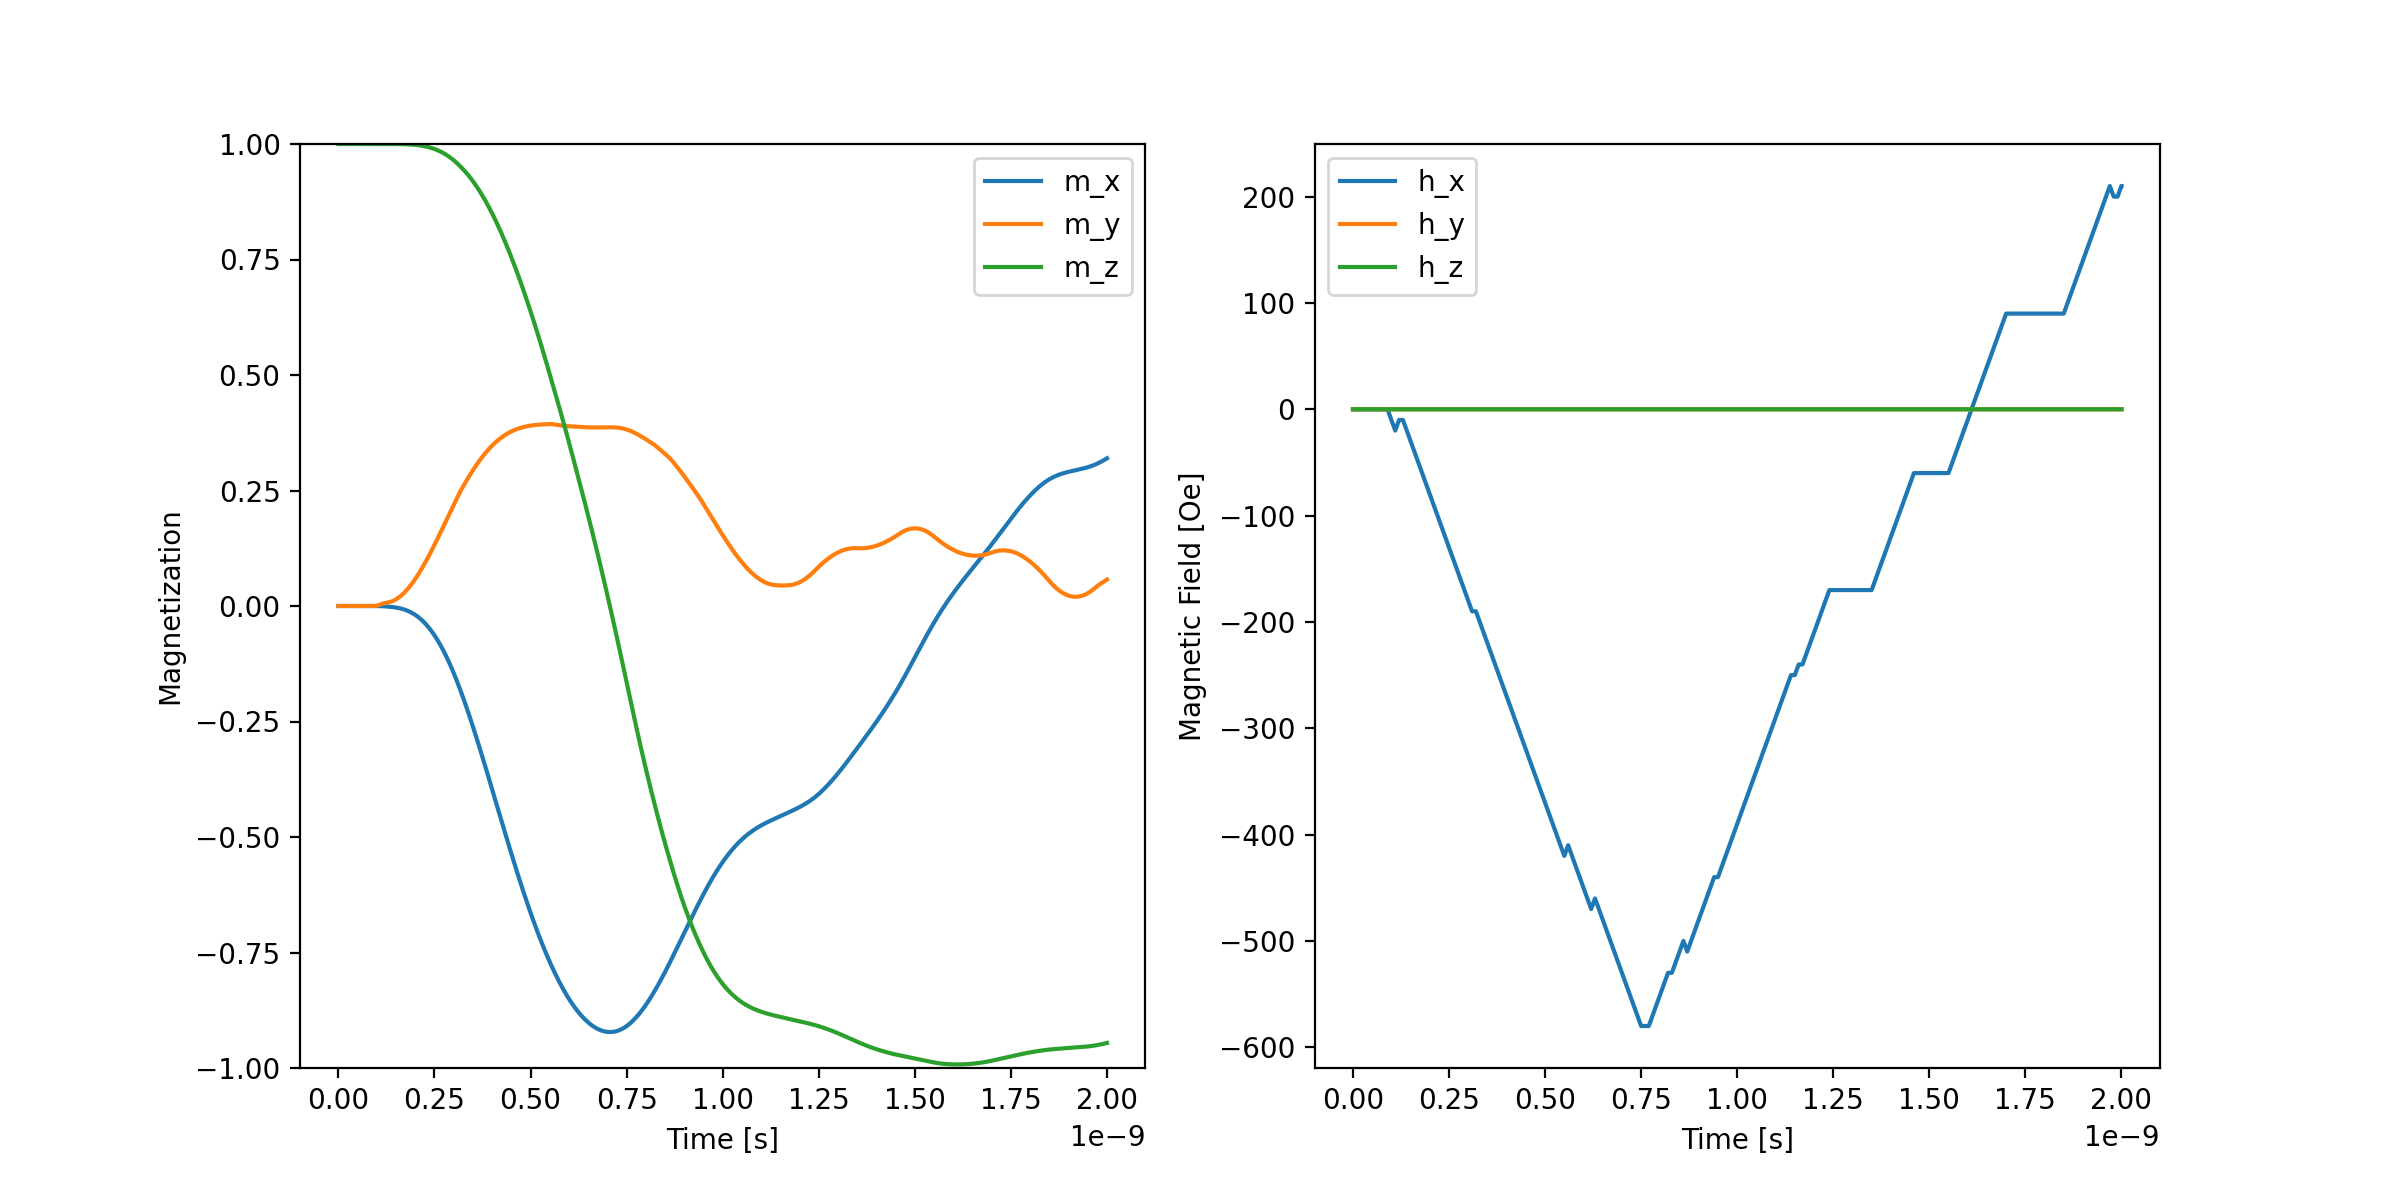 1.00
0.75
0.50
0.25
0.00
−0.25
−0.50
−0.75
−1.00
Magnetization
m_x
m_y
m_z
0.00 0.25 0.50 0.75 1.00 1.25 1.50 1.75 2.00
Time [s]
1e−9
200
100
0
−100
−200
−300
−400
−500
−600
Magnetic Field [Oe]
h_x
h_y
h_z
0.00 0.25 0.50 0.75 1.00 1.25 1.50 1.75 2.00
Time [s]
1e−9